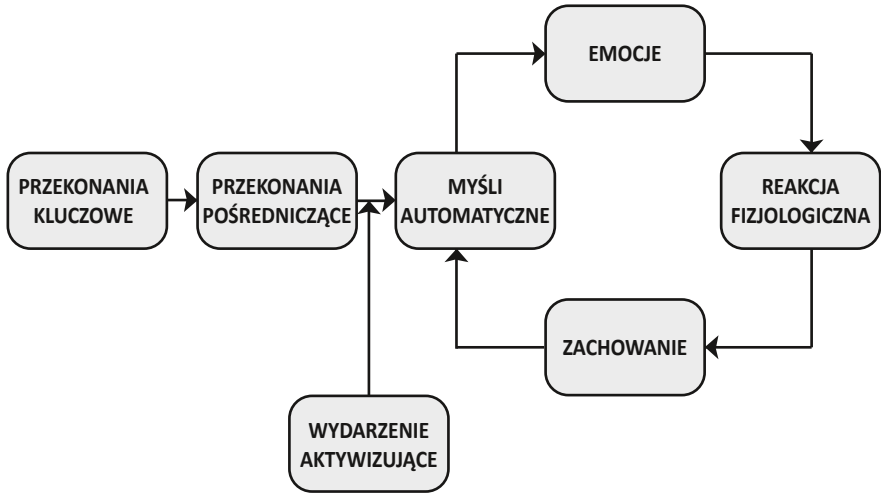 EMOCJE
PRZEKONANIA
KLUCZOWE
PRZEKONANIA
POŚREDNICZĄCE
MYŚLI
AUTOMATYCZNE
REAKCJA
FIZJOLOGICZNA
ZACHOWANIE
WYDARZENIE
AKTYWIZUJĄCE